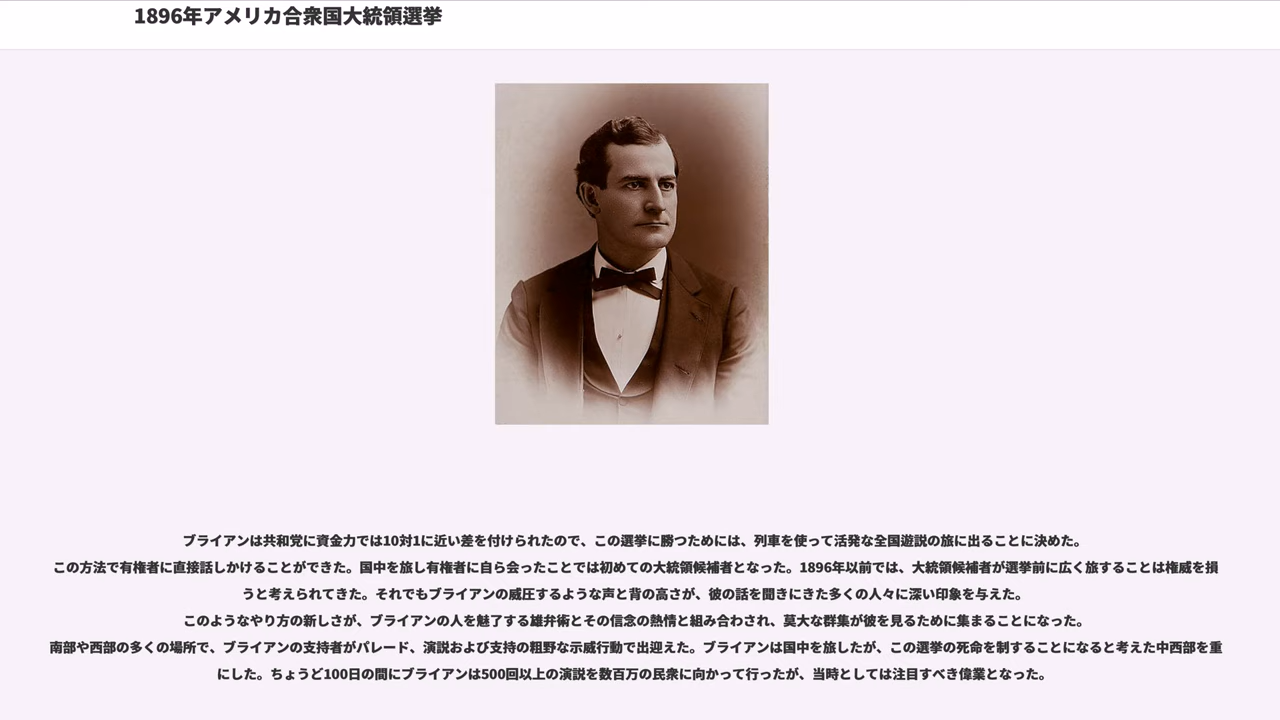 1896年アメリカ合衆国大統領選挙
ブライアンは共和党に資金力では10対1に近い差を付けられたので、この選挙に勝つためには、列車を使って活発な全国遊説の旅に出ることに決めた。
この方法で有権者に直接話しかけることができた。国中を旅し有権者に自ら会ったことでは初めての大統領候補者となった。1896年以前では、大統領候補者が選挙前に広く旅することは権威を損
うと考えられてきた。それでもブライアンの威圧するような声と背の高さが、彼の話を聞きにきた多くの人々に深い印象を与えた。
このようなやり方の新しさが、ブライアンの人を魅了する雄弁術とその信念の熱情と組み合わされ、莫大な群集が彼を見るために集まることになった。
南部や西部の多くの場所で、ブライアンの支持者がパレード、演説および支持の粗野な示威行動で出迎えた。ブライアンは国中を旅したが、この選挙の死命を制することになると考えた中西部を重
にした。ちょうど100日の間にブライアンは500回以上の演説を数百万の民衆に向かって行ったが、当時としては注目すべき偉業となった。